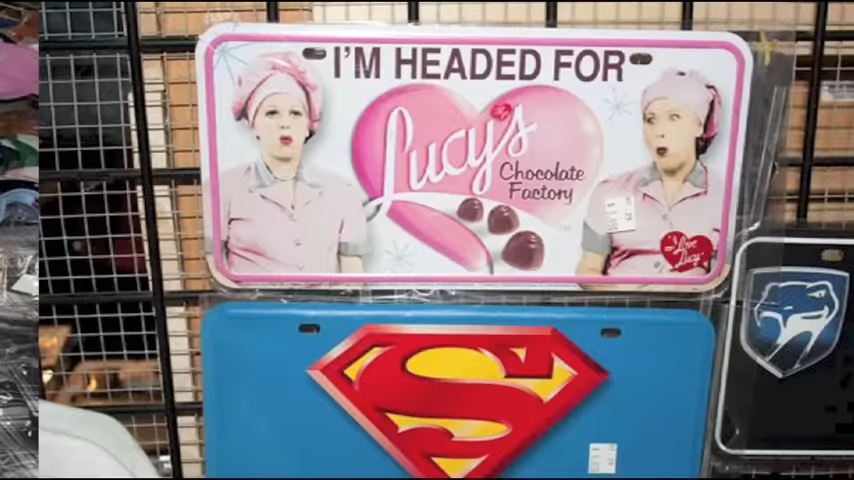 I'M HEADED FOR
Lucy's
Chocolate
Factory
I Love
Lucy
S